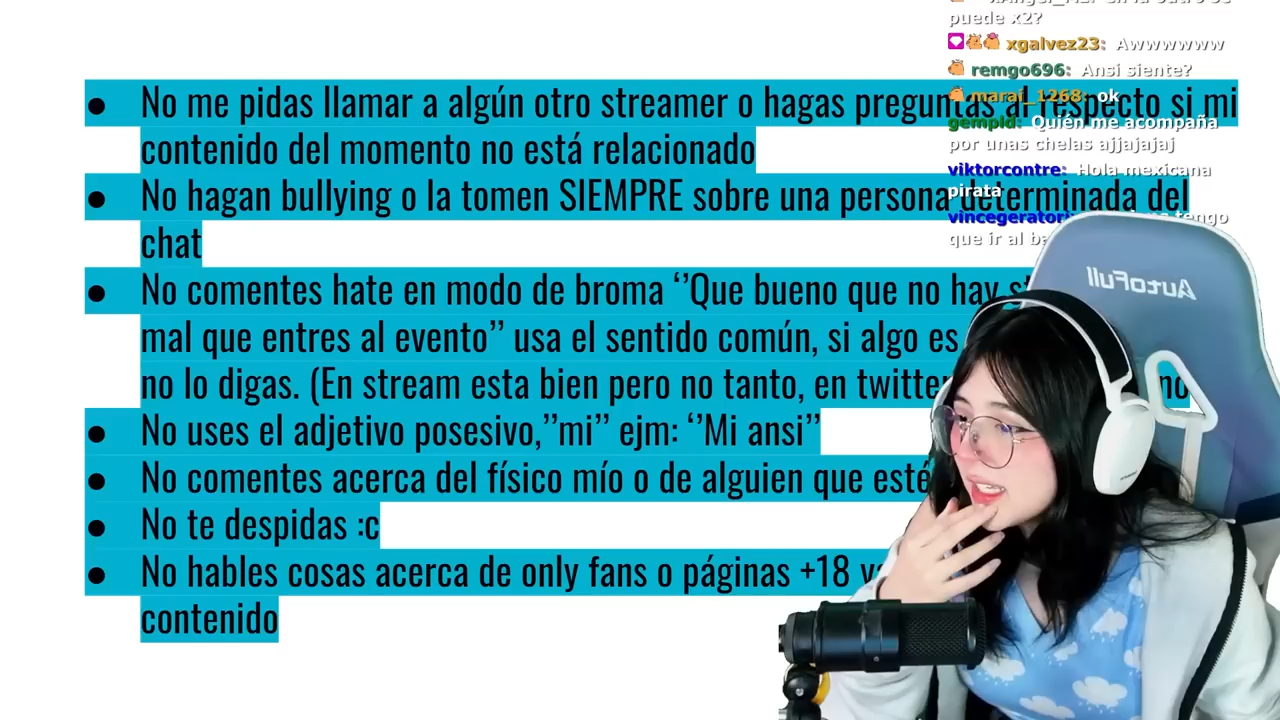 puede x2?
xgalvez23: Awwwwww
remgo696: Ansi siente?
marai_1268: ok
gempld: Quién me acompaña
por unas chelas ajjajajaj
viktorcontre: Hola mexicana
pirata
tengo
que ir al
● No me pidas llamar a algún otro streamer o hagas preguntas al respecto si mi
contenido del momento no está relacionado
● No hagan bullying o la tomen SIEMPRE sobre una persona determinada del
chat
● No comentes hate en modo de broma ‘’Que bueno que no hay
mal que entres al evento’’ usa el sentido común, si algo es
no lo digas. (En stream esta bien pero no tanto, en twitter no
● No uses el adjetivo posesivo,’’mi’’ ejm: ‘’Mi ansi’’
● No comentes acerca del físico mío o de alguien que esté
● No te despidas :c
● No hables cosas acerca de only fans o páginas +18
contenido
AutoFull